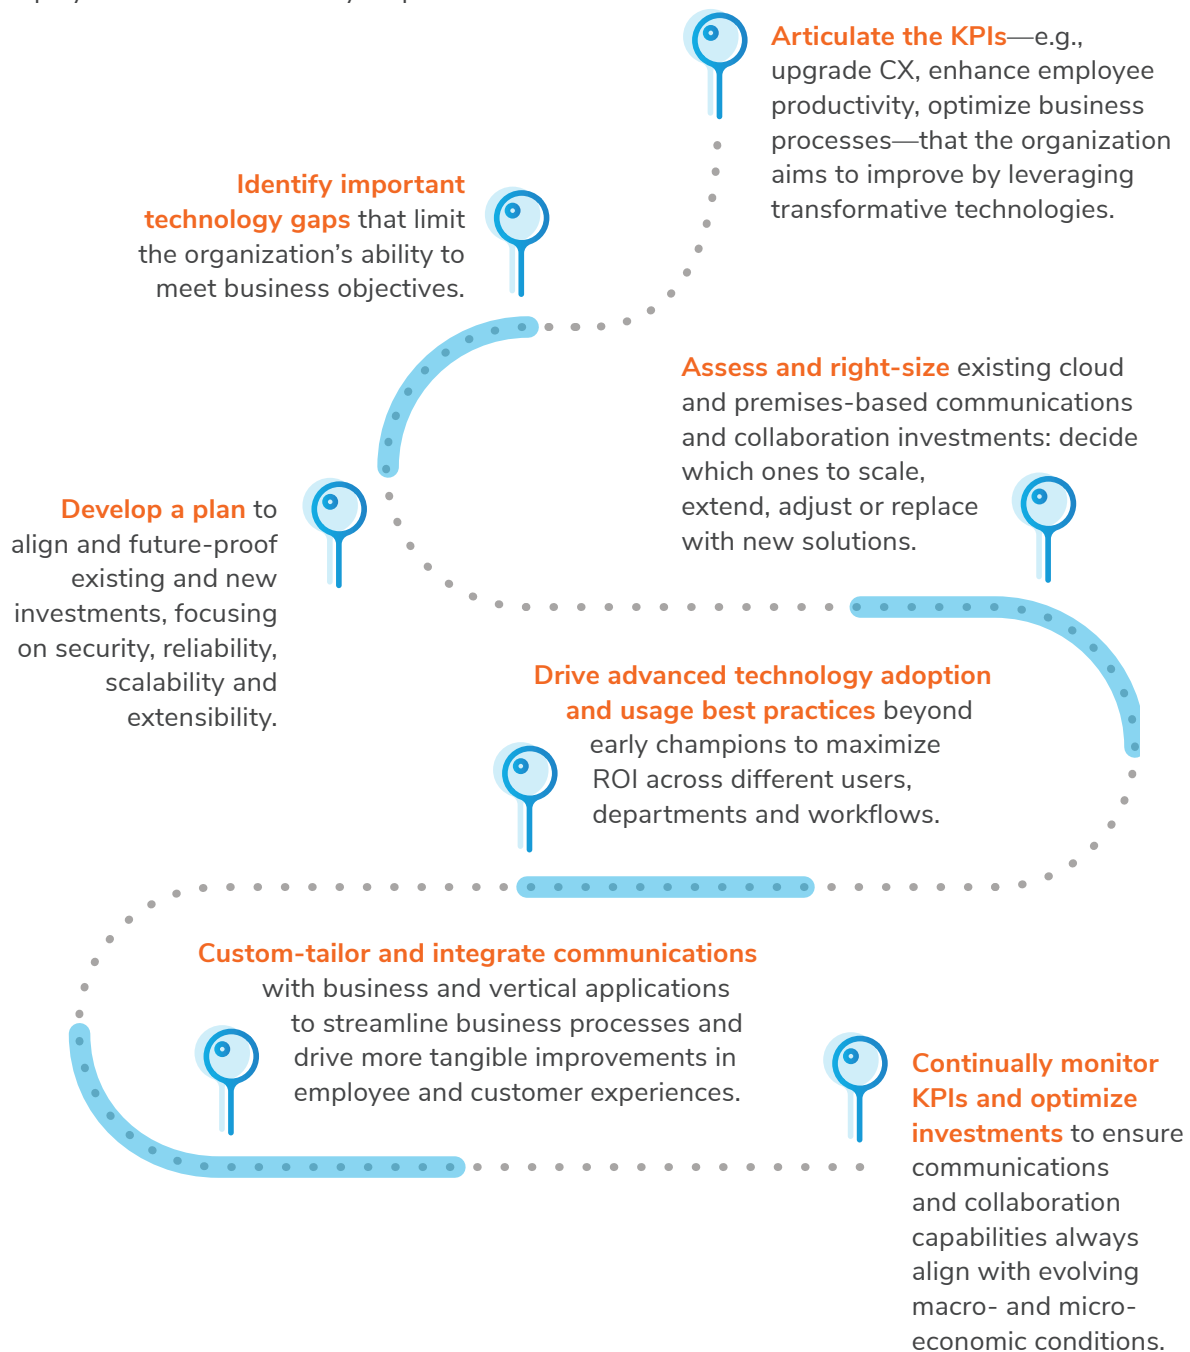 Articulate the KPIs—e.g.,
upgrade CX, enhance employee
productivity, optimize business
processes—that the organization
aims to improve by leveraging
transformative technologies.
Identify important
technology gaps that limit
the organization’s ability to
meet business objectives.
Assess and right-size existing cloud
and premises-based communications
and collaboration investments: decide
which ones to scale,
extend, adjust or replace
with new solutions.
Develop a plan to
align and future-proof
existing and new
investments, focusing
on security, reliability,
scalability and
extensibility.
Drive advanced technology adoption
and usage best practices beyond
early champions to maximize
ROI across different users,
departments and workflows.
Custom-tailor and integrate communications
with business and vertical applications
to streamline business processes and
drive more tangible improvements in
employee and customer experiences.
Continually monitor
KPIs and optimize
investments to ensure
communications
and collaboration
capabilities always
align with evolving
macro- and micro-
economic conditions.